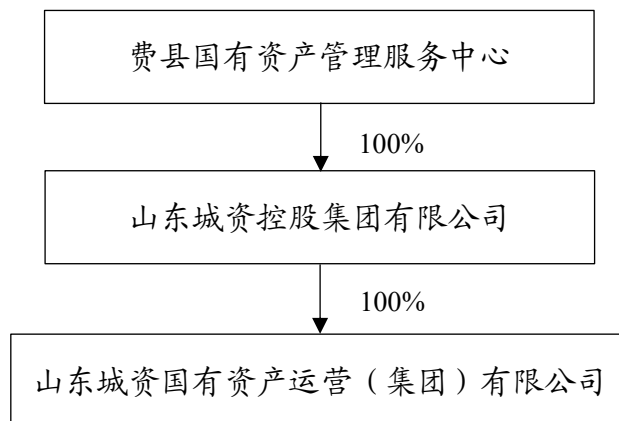 费县国有资产管理服务中心
100%
山东城资控股集团有限公司
100%
山东城资国有资产运营（集团）有限公司